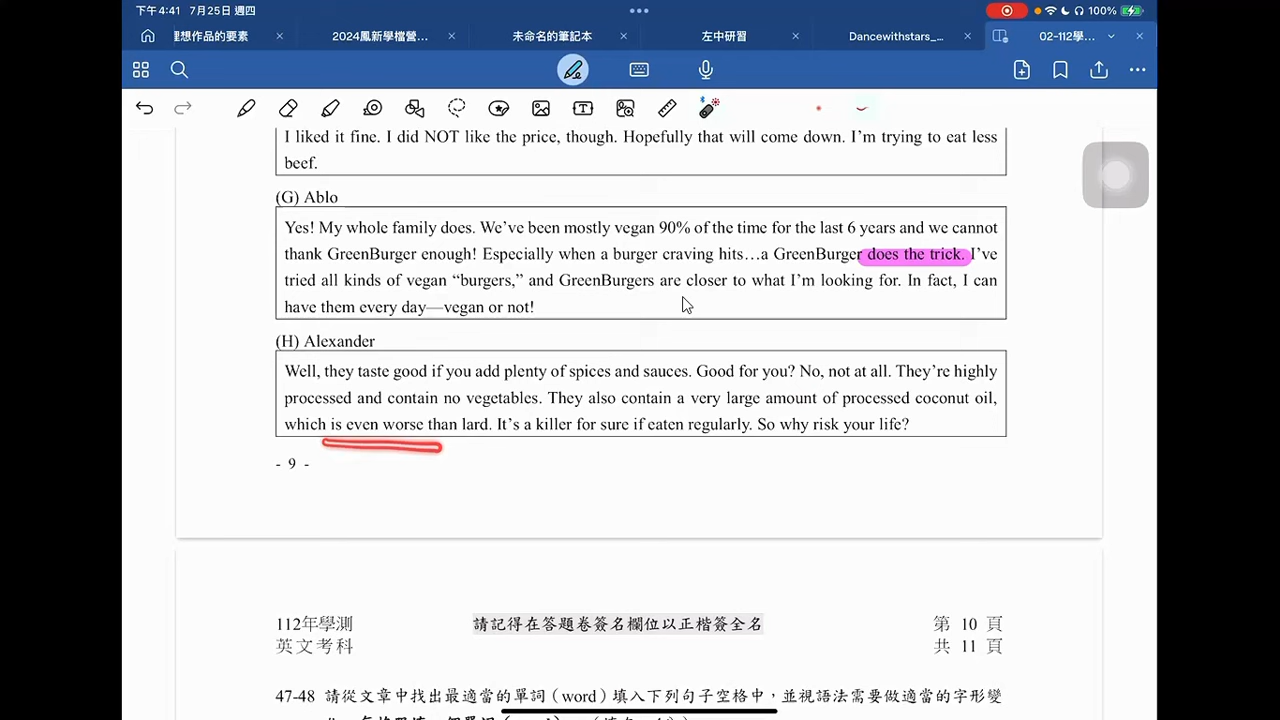 下午4:41 7月25日 週四
100%
理想作品的要素
2024鳳新學檔營...
未命名的筆記本
左中研習
Dancewithstars_...
02-112學...
I liked it fine. I did NOT like the price, though. Hopefully that will come down. I'm trying to eat less
beef.
(G) Ablo
Yes! My whole family does. We've been mostly vegan 90% of the time for the last 6 years and we cannot
thank GreenBurger enough! Especially when a burger craving hits…a GreenBurger does the trick. I've
tried all kinds of vegan “burgers,” and GreenBurgers are closer to what I'm looking for. In fact, I can
have them every day—vegan or not!
(H) Alexander
Well, they taste good if you add plenty of spices and sauces. Good for you? No, not at all. They're highly
processed and contain no vegetables. They also contain a very large amount of processed coconut oil,
which is even worse than lard. It's a killer for sure if eaten regularly. So why risk your life?
- 9 -
112年學測
請記得在答題卷簽名欄位以正楷簽全名
第 10 頁
英文考科
共 11 頁
47-48 請從文章中找出最適當的單詞（word）填入下列句子空格中，並視語法需要做適當的字形變